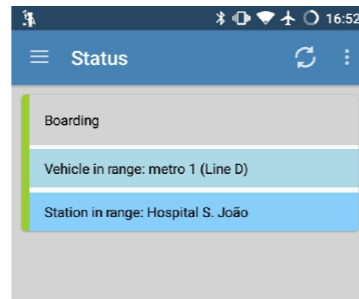 16:52
Status
Boarding
Vehicle in range: metro 1 (Line D)
Station in range: Hospital S. João